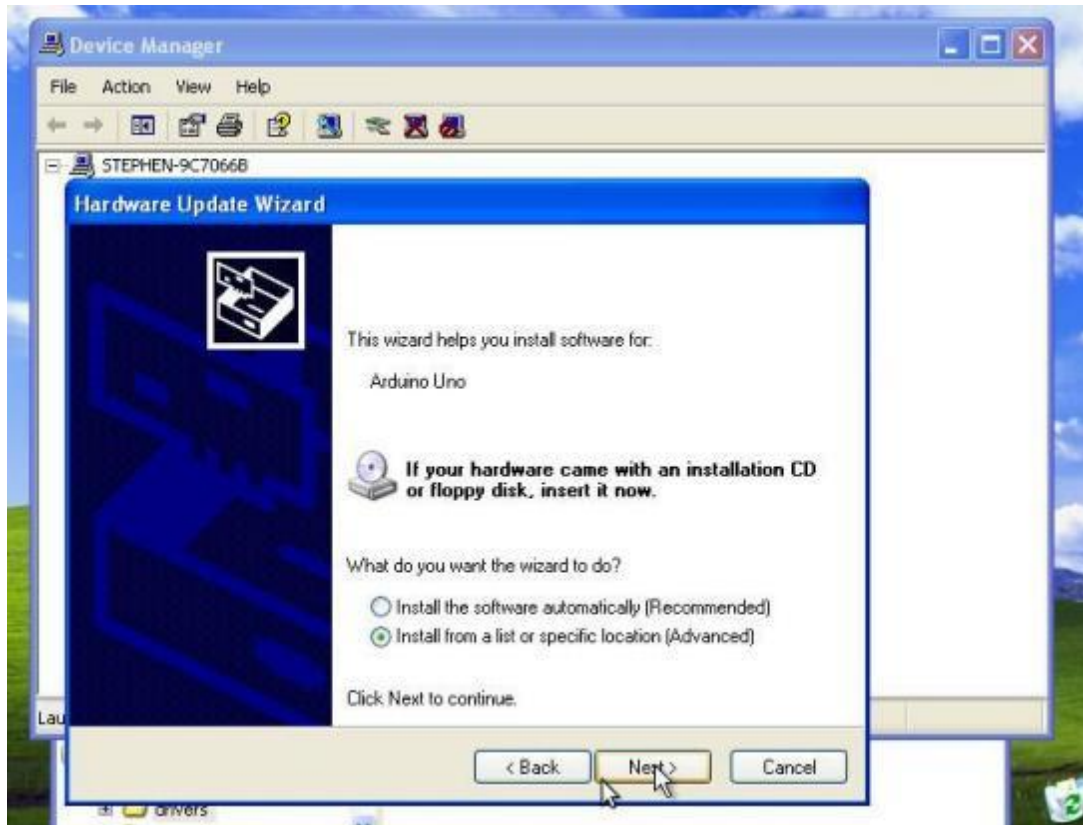 Device Manager
File Action View Help
STEPHEN-9C7066B
Hardware Update Wizard
This wizard helps you install software for:
Arduino Uno
If your hardware came with an installation CD
or floppy disk, insert it now.
What do you want the wizard to do?
Install the software automatically (Recommended)
Install from a list or specific location (Advanced)
Click Next to continue.
Lau
< Back Next > Cancel
drivers